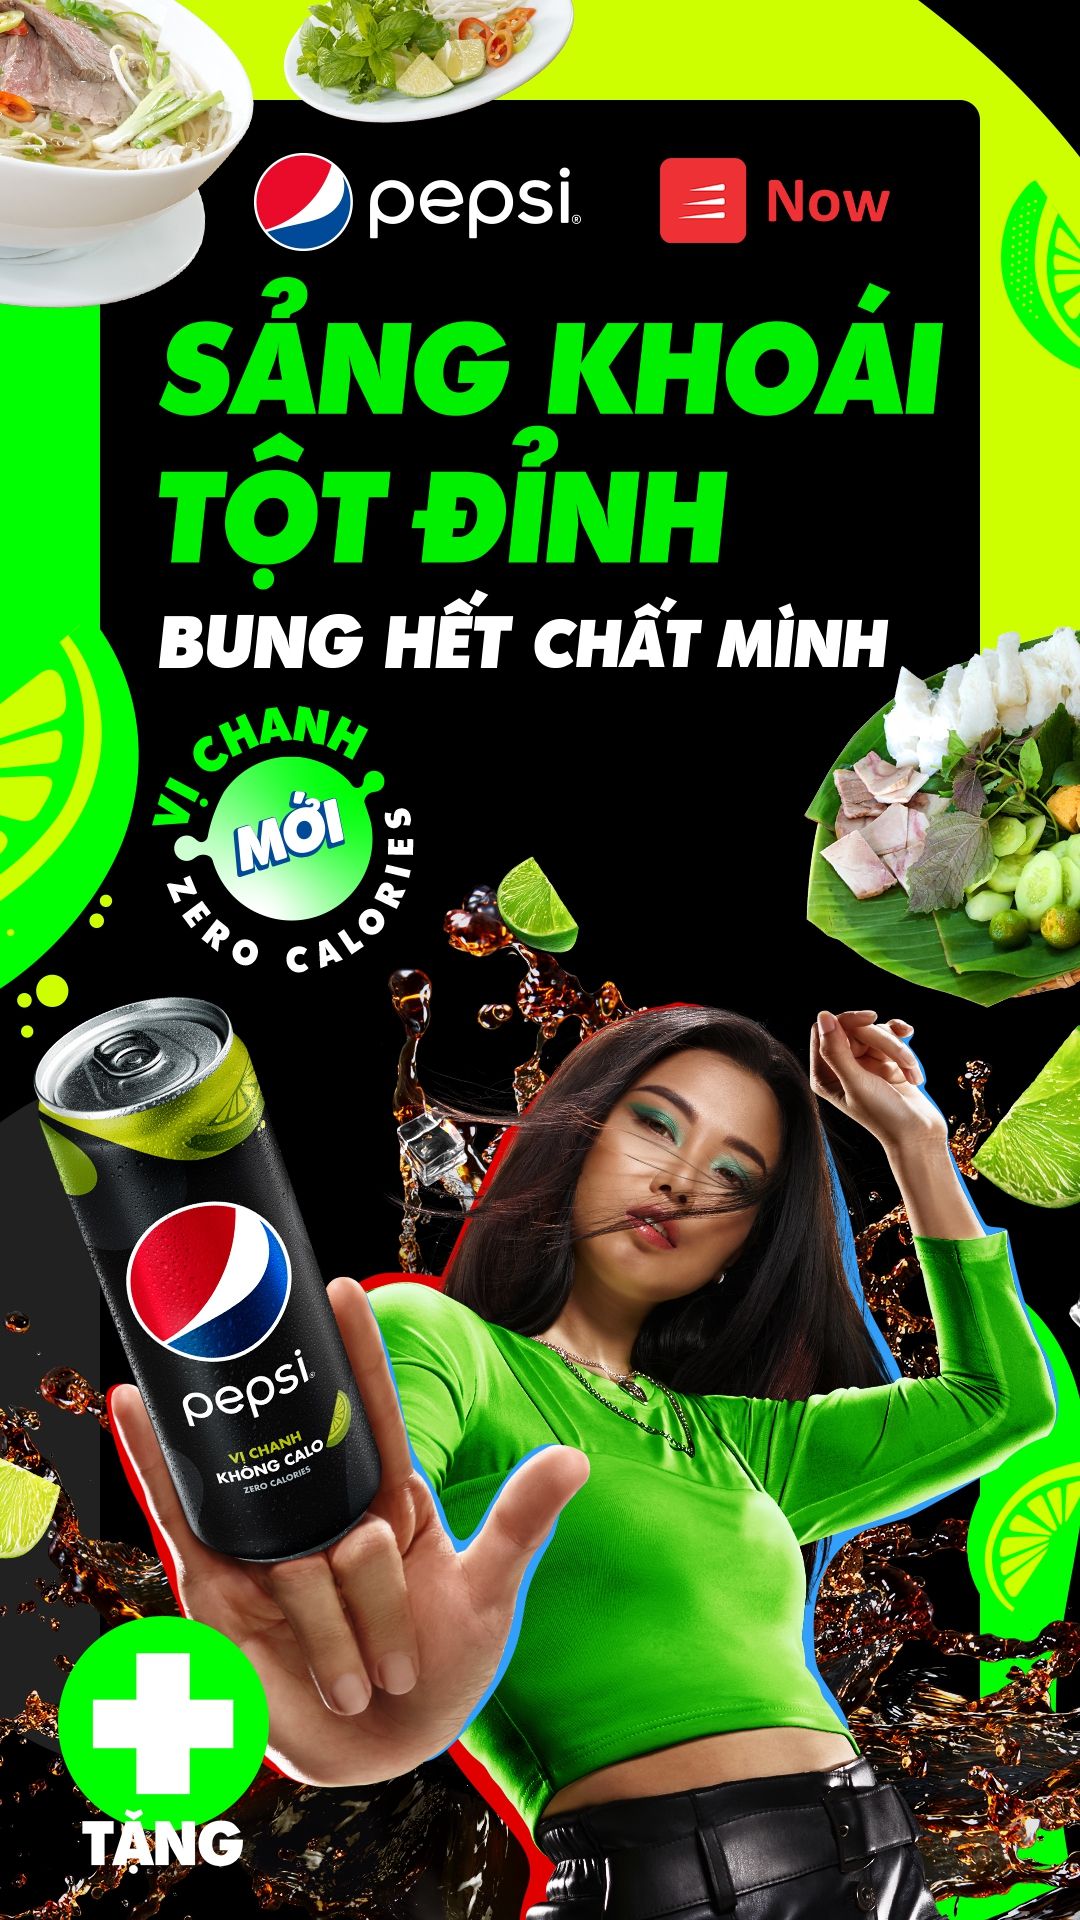 pepsi®
Now
SẢNG KHOÁI
TỘT ĐỈNH
BUNG HẾT CHẤT MÌNH
VỊ CHANH
MỚI
ZERO CALORIES
pepsi®
VỊ CHANH
KHÔNG CALO
ZERO CALORIES
TẶNG